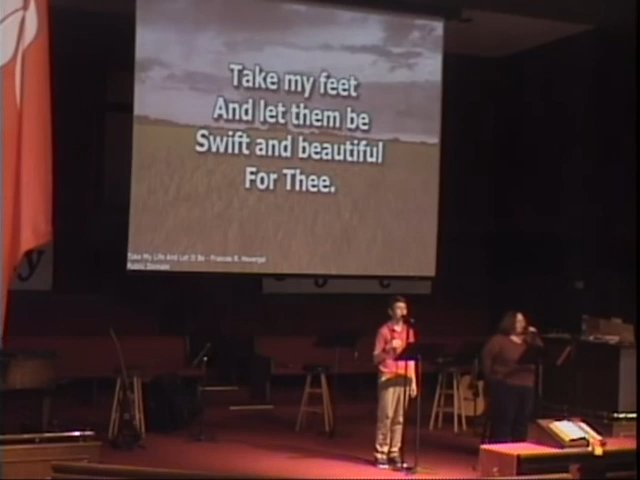 Take my feet
And let them be
Swift and beautiful
For Thee.
Take My Life And Let It Be - Frances R. Havergal
Public Domain